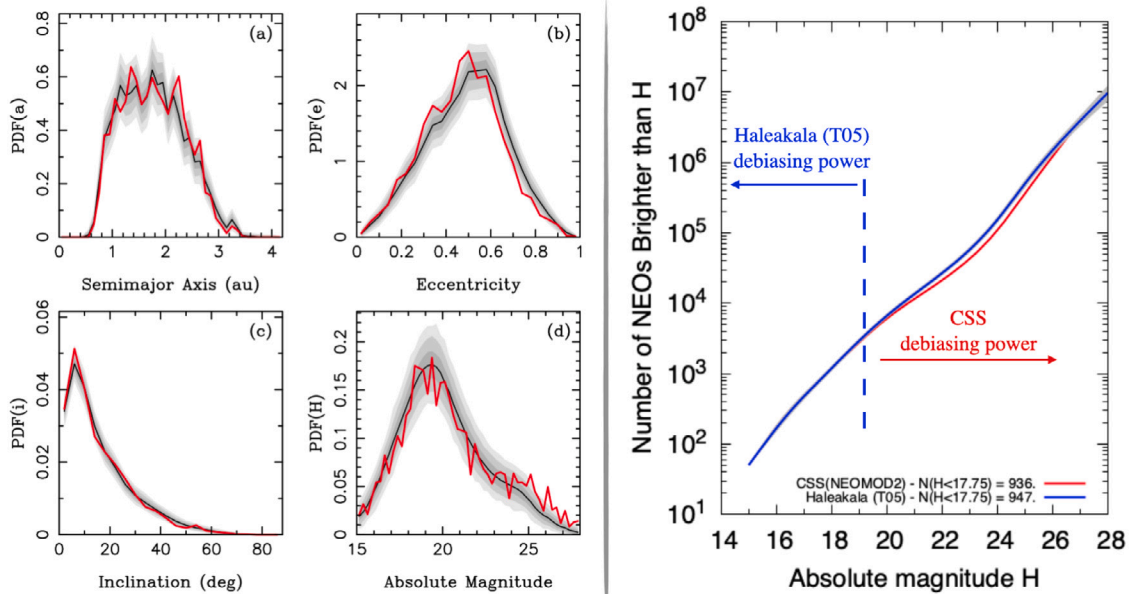 (a)
PDF(a)
0.8
0.6
0.4
0.2
0
0 1 2 3 4
Semimajor Axis (au)
(b)
PDF(e)
2
1
0
0 0.2 0.4 0.6 0.8 1
Eccentricity
(c)
PDF(i)
0.06
0.04
0.02
0
0 20 40 60 80
Inclination (deg)
(d)
PDF(H)
0.2
0.15
0.1
0.05
0
15 20 25
Absolute Magnitude
Number of NEOs Brighter than H
10^8
10^7
10^6
10^5
10^4
10^3
10^2
10^1
Haleakala (T05)
debiasing power
CSS
debiasing power
CSS(NEOMOD2) - N(H<17.75) = 936.
Haleakala (T05) - N(H<17.75) = 947.
14 16 18 20 22 24 26 28
Absolute magnitude H